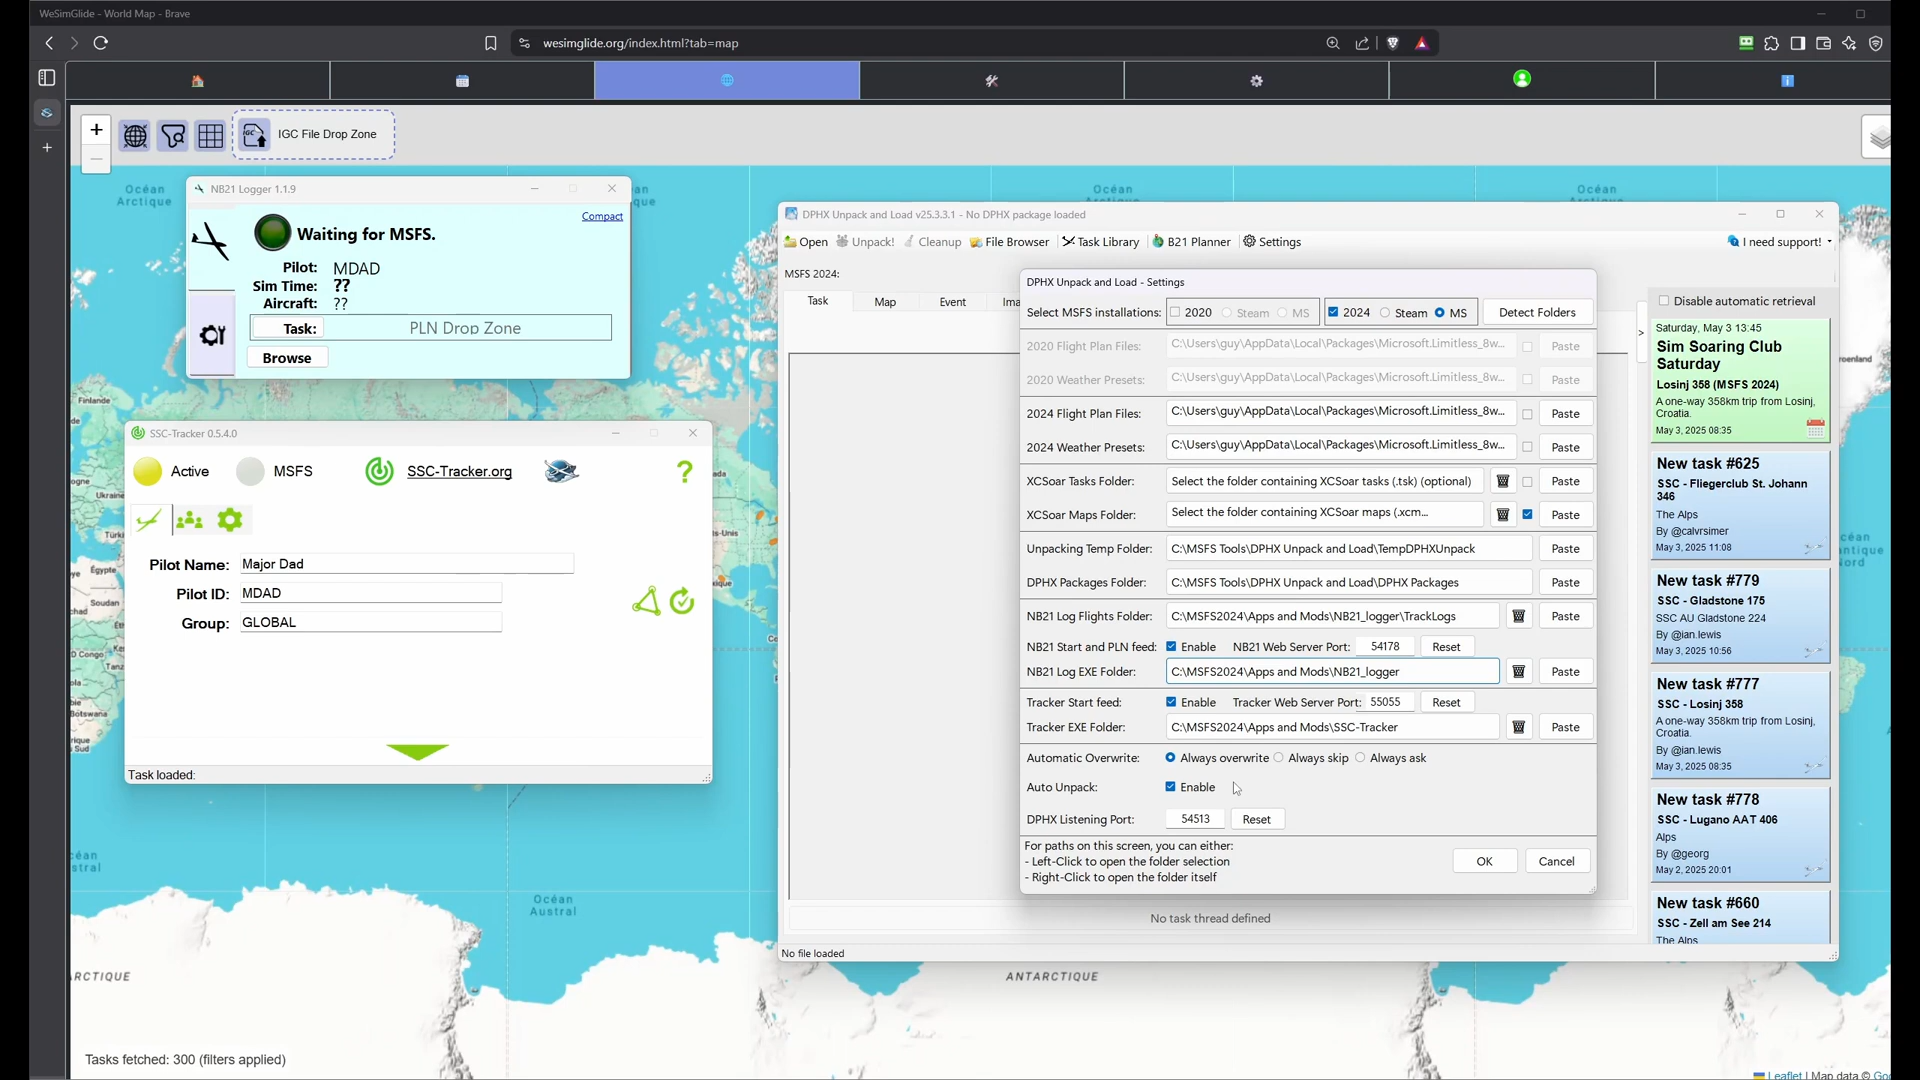 WeSimGlide - World Map - Brave
wesimglide.org/index.html?tab=map
+
IGC File Drop Zone
Océan
Arctique
Océan
Arctique
Océan
Arctique
NB21 Logger 1.1.9
Compact
Waiting for MSFS.
Pilot: MDAD
Sim Time: ??
Aircraft: ??
Task: PLN Drop Zone
Browse
Finlande
SSC-Tracker 0.5.4.0
Active
MSFS
SSC-Tracker.org
?
Pilot Name: Major Dad
Pilot ID: MDAD
Group: GLOBAL
Task loaded:
DPHX Unpack and Load v25.3.3.1 - No DPHX package loaded
Open
Unpack!
Cleanup
File Browser
Task Library
B21 Planner
Settings
I need support!
MSFS 2024:
Task
Map
Event
Ima
DPHX Unpack and Load - Settings
Select MSFS installations: 2020 Steam MS 2024 Steam MS Detect Folders
2020 Flight Plan Files: C:\Users\guy\AppData\Local\Packages\Microsoft.Limitless_8w... Paste
2020 Weather Presets: C:\Users\guy\AppData\Local\Packages\Microsoft.Limitless_8w... Paste
2024 Flight Plan Files: C:\Users\guy\AppData\Local\Packages\Microsoft.Limitless_8w... Paste
2024 Weather Presets: C:\Users\guy\AppData\Local\Packages\Microsoft.Limitless_8w... Paste
XCSoar Tasks Folder: Select the folder containing XCSoar tasks (.tsk) (optional) Paste
XCSoar Maps Folder: Select the folder containing XCSoar maps (.xcm... Paste
Unpacking Temp Folder: C:\MSFS Tools\DPHX Unpack and Load\TempDPHXUnpack Paste
DPHX Packages Folder: C:\MSFS Tools\DPHX Unpack and Load\DPHX Packages Paste
NB21 Log Flights Folder: C:\MSFS2024\Apps and Mods\NB21_logger\TrackLogs Paste
NB21 Start and PLN feed: Enable NB21 Web Server Port: 54178 Reset
NB21 Log EXE Folder: C:\MSFS2024\Apps and Mods\NB21_logger Paste
Tracker Start feed: Enable Tracker Web Server Port: 55055 Reset
Tracker EXE Folder: C:\MSFS2024\Apps and Mods\SSC-Tracker Paste
Automatic Overwrite: Always overwrite Always skip Always ask
Auto Unpack: Enable
DPHX Listening Port: 54513 Reset
For paths on this screen, you can either:
- Left-Click to open the folder selection
- Right-Click to open the folder itself
OK
Cancel
No task thread defined
No file loaded
>
Disable automatic retrieval
Saturday, May 3 13:45
Sim Soaring Club
Saturday
Losinj 358 (MSFS 2024)
A one-way 358km trip from Losinj,
Croatia.
May 3, 2025 08:35
New task #625
SSC - Fliegerclub St. Johann
346
The Alps
By @calvrsimer
May 3, 2025 11:08
New task #779
SSC - Gladstone 175
SSC AU Gladstone 224
By @ian.lewis
May 3, 2025 10:56
New task #777
SSC - Losinj 358
A one-way 358km trip from Losinj,
Croatia.
By @ian.lewis
May 3, 2025 08:35
New task #778
SSC - Lugano AAT 406
Alps
By @georg
May 2, 2025 20:01
New task #660
SSC - Zell am See 214
The Alps
Océan
Austral
ANTARCTIQUE
Tasks fetched: 300 (filters applied)
Leaflet | Map data © Goo